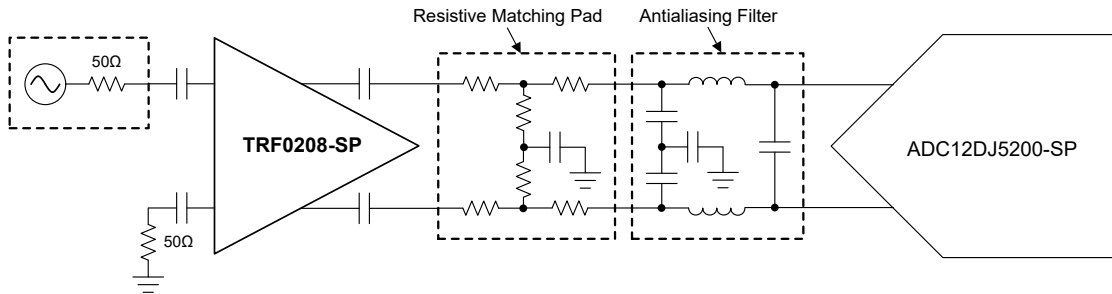 Resistive Matching Pad
Antialiasing Filter
50Ω
TRF0208-SP
ADC12DJ5200-SP
50Ω